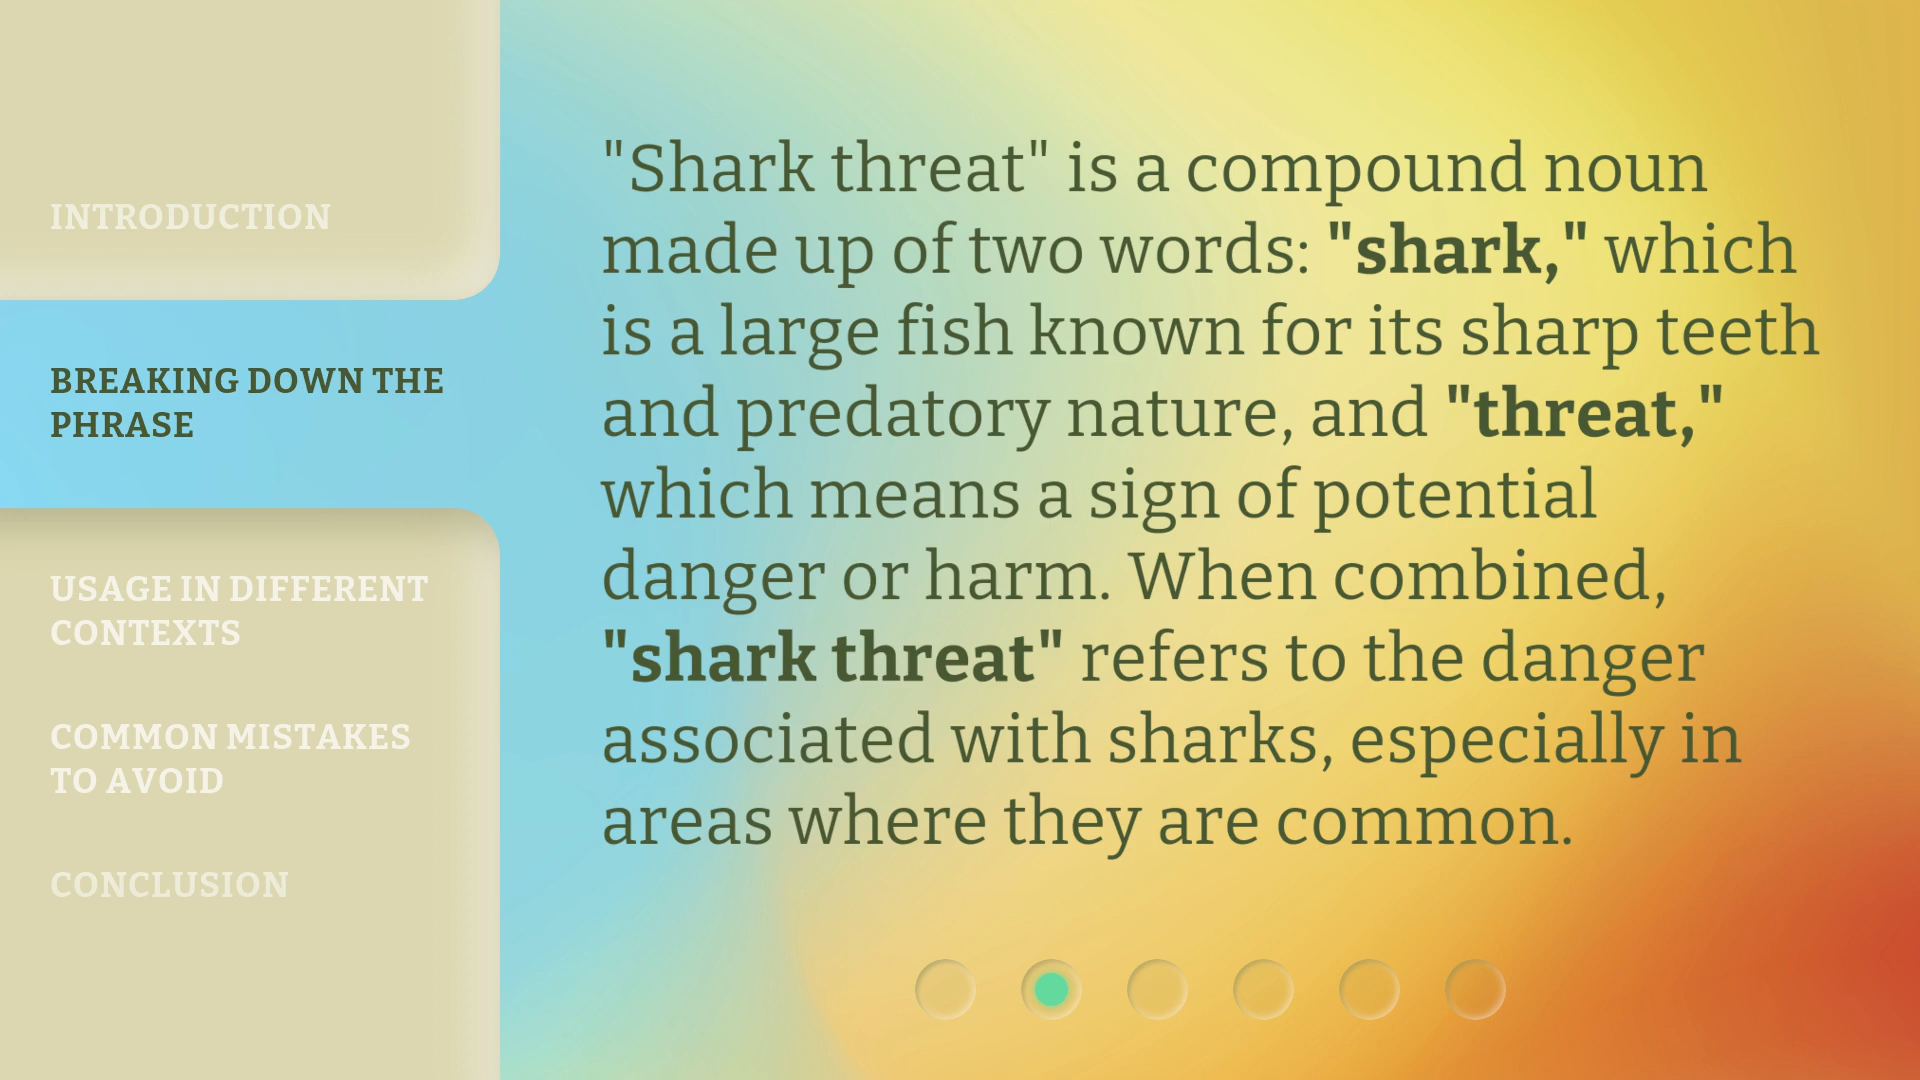 INTRODUCTION
BREAKING DOWN THE
PHRASE
USAGE IN DIFFERENT
CONTEXTS
COMMON MISTAKES
TO AVOID
CONCLUSION
"Shark threat" is a compound noun
made up of two words: "shark," which
is a large fish known for its sharp teeth
and predatory nature, and "threat,"
which means a sign of potential
danger or harm. When combined,
"shark threat" refers to the danger
associated with sharks, especially in
areas where they are common.